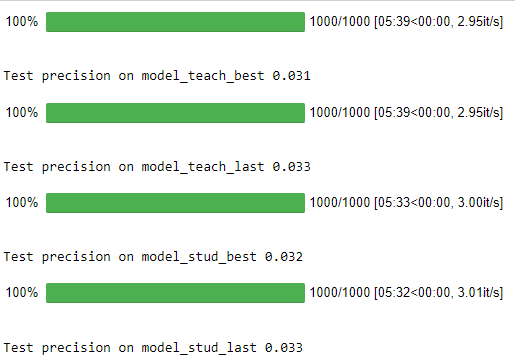 100% 1000/1000 [05:39<00:00, 2.95it/s]
Test precision on model_teach_best 0.031
100% 1000/1000 [05:39<00:00, 2.95it/s]
Test precision on model_teach_last 0.033
100% 1000/1000 [05:33<00:00, 3.00it/s]
Test precision on model_stud_best 0.032
100% 1000/1000 [05:32<00:00, 3.01it/s]
Test precision on model_stud_last 0.033